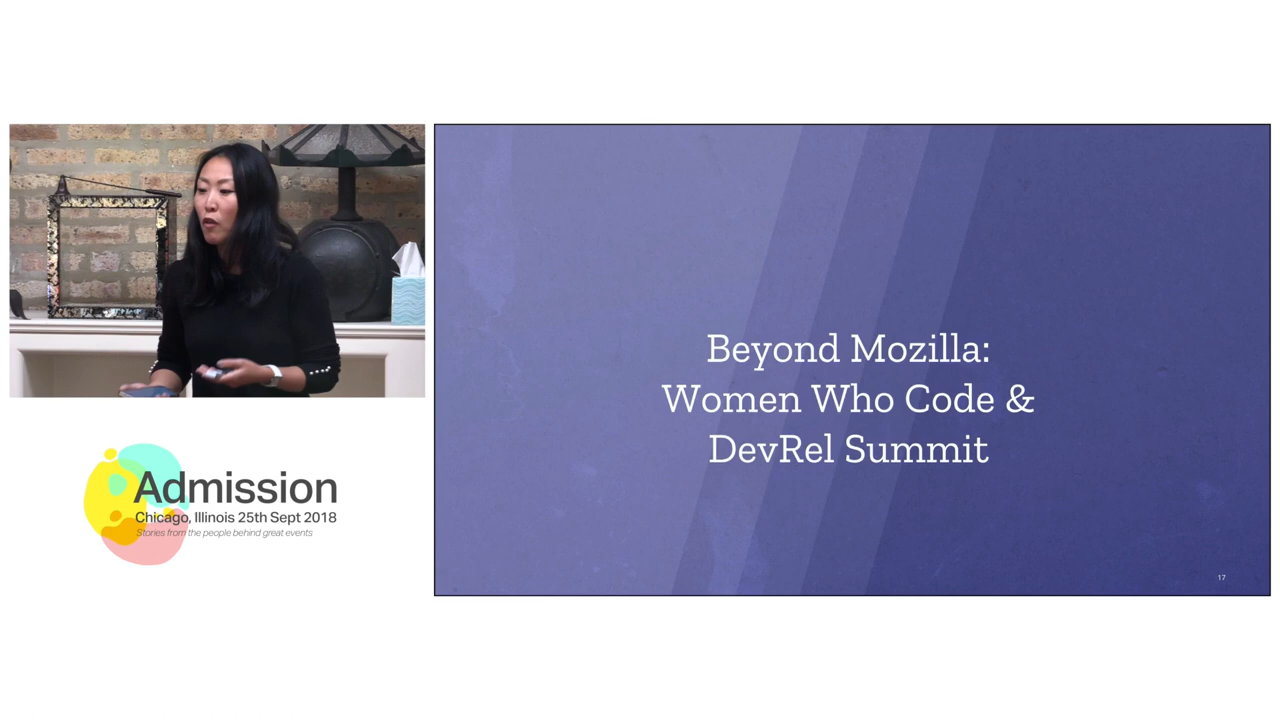 Admission
Chicago, Illinois 25th Sept 2018
Stories from the people behind great events
Beyond Mozilla:
Women Who Code &
DevRel Summit
17